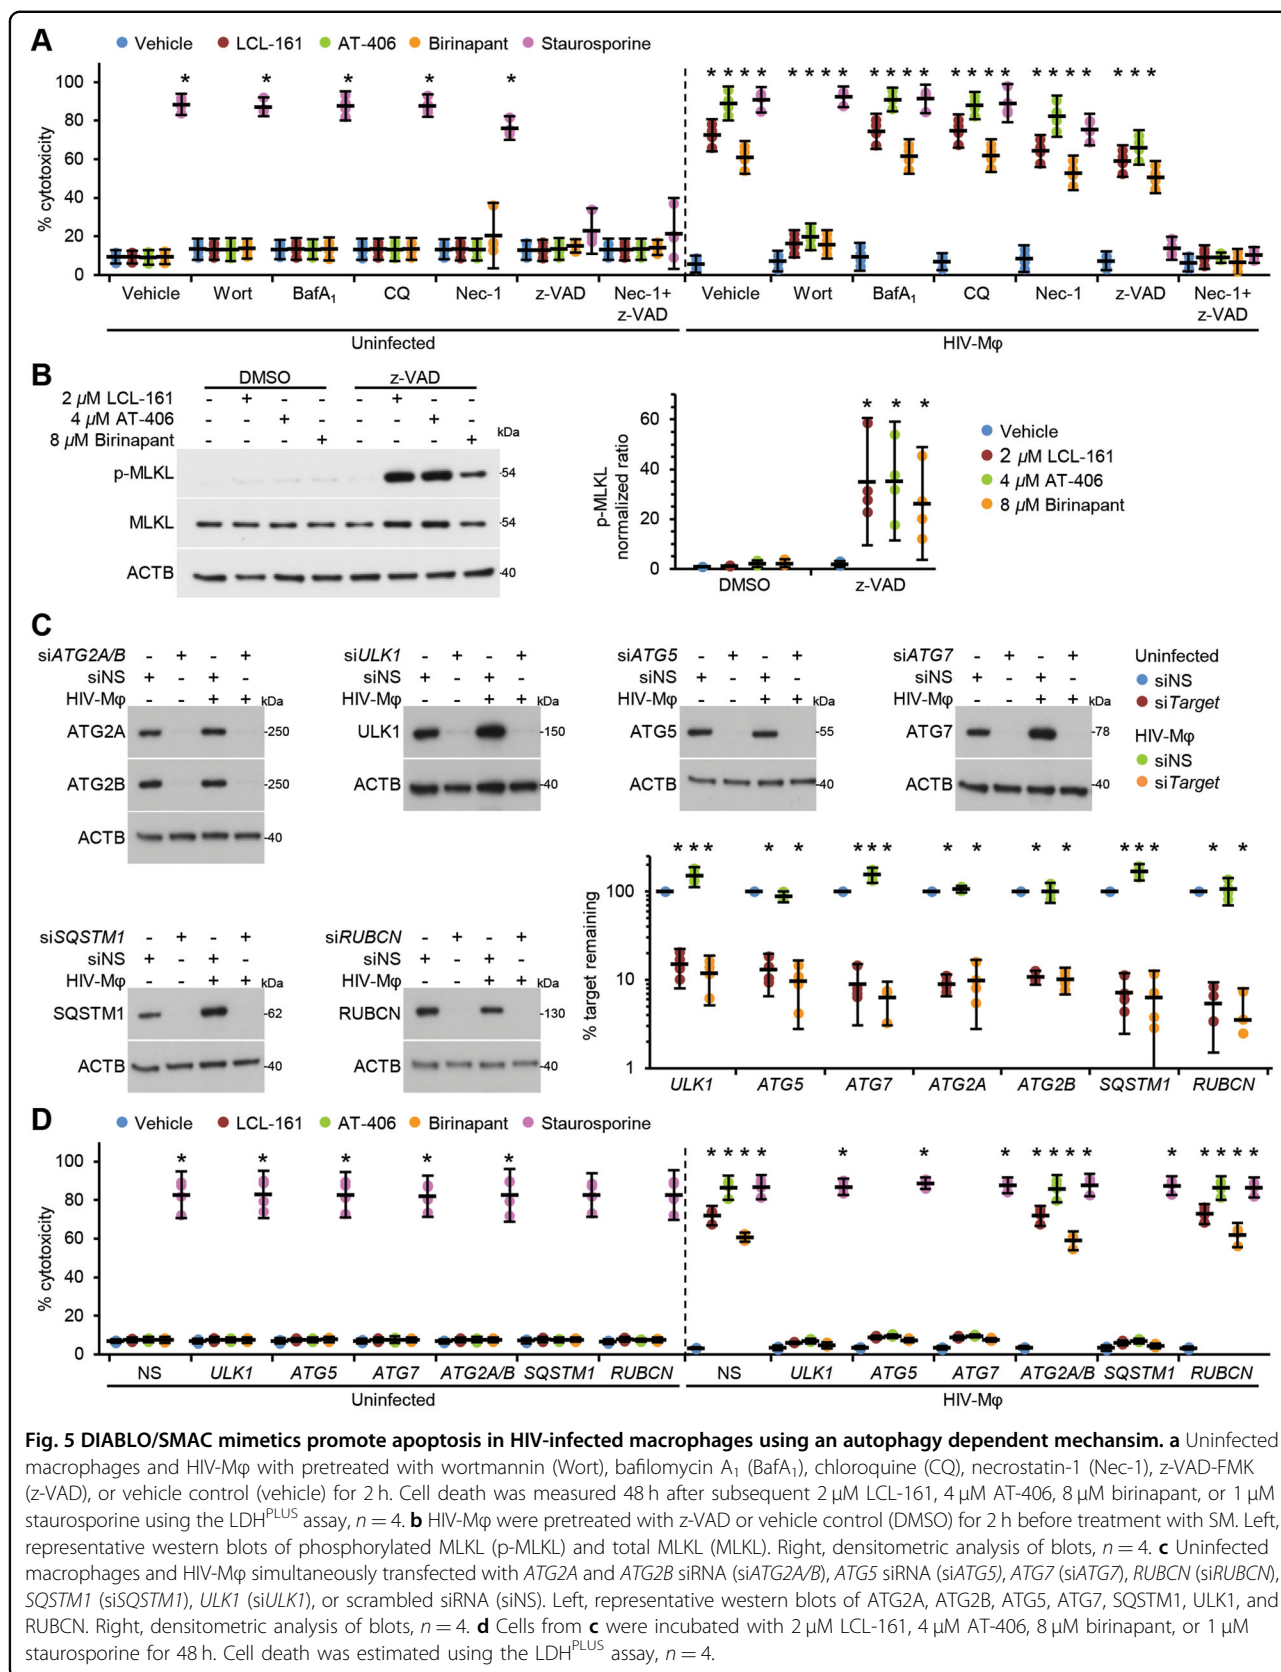 A
Vehicle LCL-161 AT-406 Birinapant Staurosporine
* * * * * * * * * * * * * * * * * * * * * * * * * * * *
% cytotoxicity
100
80
60
40
20
0
Vehicle Wort BafA1 CQ Nec-1 z-VAD Nec-1+ z-VAD Vehicle Wort BafA1 CQ Nec-1 z-VAD Nec-1+ z-VAD
Uninfected HIV-Mφ
B
DMSO z-VAD
2 µM LCL-161 - + - - - + - -
4 µM AT-406 - - + - - - + -
8 µM Birinapant - - - + - - - + kDa
p-MLKL -54
MLKL -54
ACTB -40
p-MLKL
normalized ratio
60
40
20
0
* * *
DMSO z-VAD
Vehicle
2 µM LCL-161
4 µM AT-406
8 µM Birinapant
C
siATG2A/B - + - +
siNS + - + -
HIV-Mφ - - + + kDa
ATG2A -250
ATG2B -250
ACTB -40
siULK1 - + - +
siNS + - + -
HIV-Mφ - - + + kDa
ULK1 -150
ACTB -40
siATG5 - + - +
siNS + - + -
HIV-Mφ - - + + kDa
ATG5 -55
ACTB -40
siATG7 - + - +
siNS + - + -
HIV-Mφ - - + + kDa
ATG7 -78
ACTB -40
Uninfected
siNS
siTarget
HIV-Mφ
siNS
siTarget
siSQSTM1 - + - +
siNS + - + -
HIV-Mφ - - + + kDa
SQSTM1 -62
ACTB -40
siRUBCN - + - +
siNS + - + -
HIV-Mφ - - + + kDa
RUBCN -130
ACTB -40
* * * * * * * * * * * * * * * * * * *
% target remaining
100
10
1
ULK1 ATG5 ATG7 ATG2A ATG2B SQSTM1 RUBCN
D
Vehicle LCL-161 AT-406 Birinapant Staurosporine
* * * * * * * * * * * * * * * * * * * * *
% cytotoxicity
100
80
60
40
20
0
NS ULK1 ATG5 ATG7 ATG2A/B SQSTM1 RUBCN NS ULK1 ATG5 ATG7 ATG2A/B SQSTM1 RUBCN
Uninfected HIV-Mφ
Fig. 5 DIABLO/SMAC mimetics promote apoptosis in HIV-infected macrophages using an autophagy dependent mechansim. a Uninfected
macrophages and HIV-Mφ with pretreated with wortmannin (Wort), bafilomycin A1 (BafA1), chloroquine (CQ), necrostatin-1 (Nec-1), z-VAD-FMK
(z-VAD), or vehicle control (vehicle) for 2 h. Cell death was measured 48 h after subsequent 2 µM LCL-161, 4 µM AT-406, 8 µM birinapant, or 1 µM
staurosporine using the LDHPLUS assay, n = 4. b HIV-Mφ were pretreated with z-VAD or vehicle control (DMSO) for 2 h before treatment with SM. Left,
representative western blots of phosphorylated MLKL (p-MLKL) and total MLKL (MLKL). Right, densitometric analysis of blots, n = 4. c Uninfected
macrophages and HIV-Mφ simultaneously transfected with ATG2A and ATG2B siRNA (siATG2A/B), ATG5 siRNA (siATG5), ATG7 (siATG7), RUBCN (siRUBCN),
SQSTM1 (siSQSTM1), ULK1 (siULK1), or scrambled siRNA (siNS). Left, representative western blots of ATG2A, ATG2B, ATG5, ATG7, SQSTM1, ULK1, and
RUBCN. Right, densitometric analysis of blots, n = 4. d Cells from c were incubated with 2 µM LCL-161, 4 µM AT-406, 8 µM birinapant, or 1 µM
staurosporine for 48 h. Cell death was estimated using the LDHPLUS assay, n = 4.